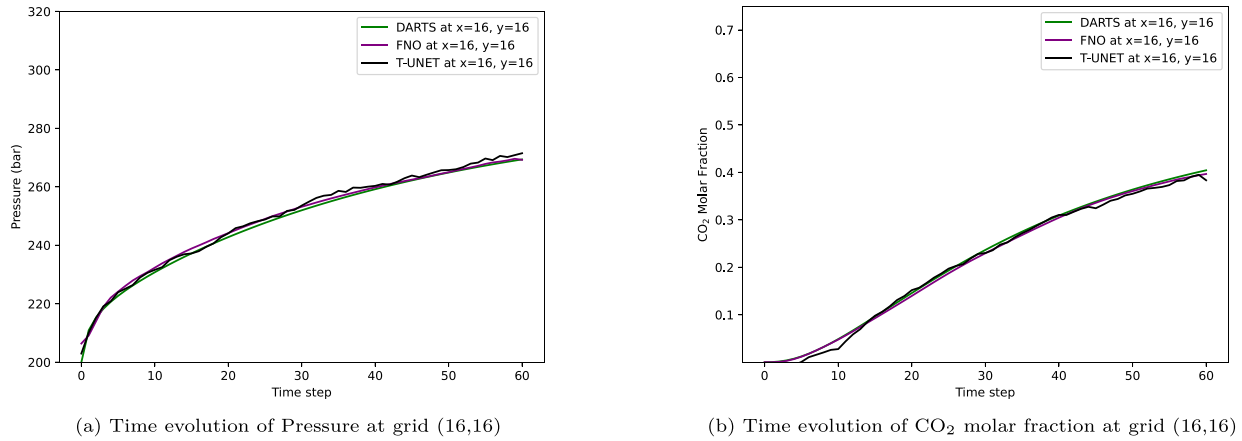 320
300
280
260
240
220
200
Pressure (bar)
0 10 20 30 40 50 60
Time step
DARTS at x=16, y=16
FNO at x=16, y=16
T-UNET at x=16, y=16
(a) Time evolution of Pressure at grid (16,16)
0.7
0.6
0.5
0.4
0.3
0.2
0.1
CO₂ Molar Fraction
0 10 20 30 40 50 60
Time step
DARTS at x=16, y=16
FNO at x=16, y=16
T-UNET at x=16, y=16
(b) Time evolution of CO₂ molar fraction at grid (16,16)